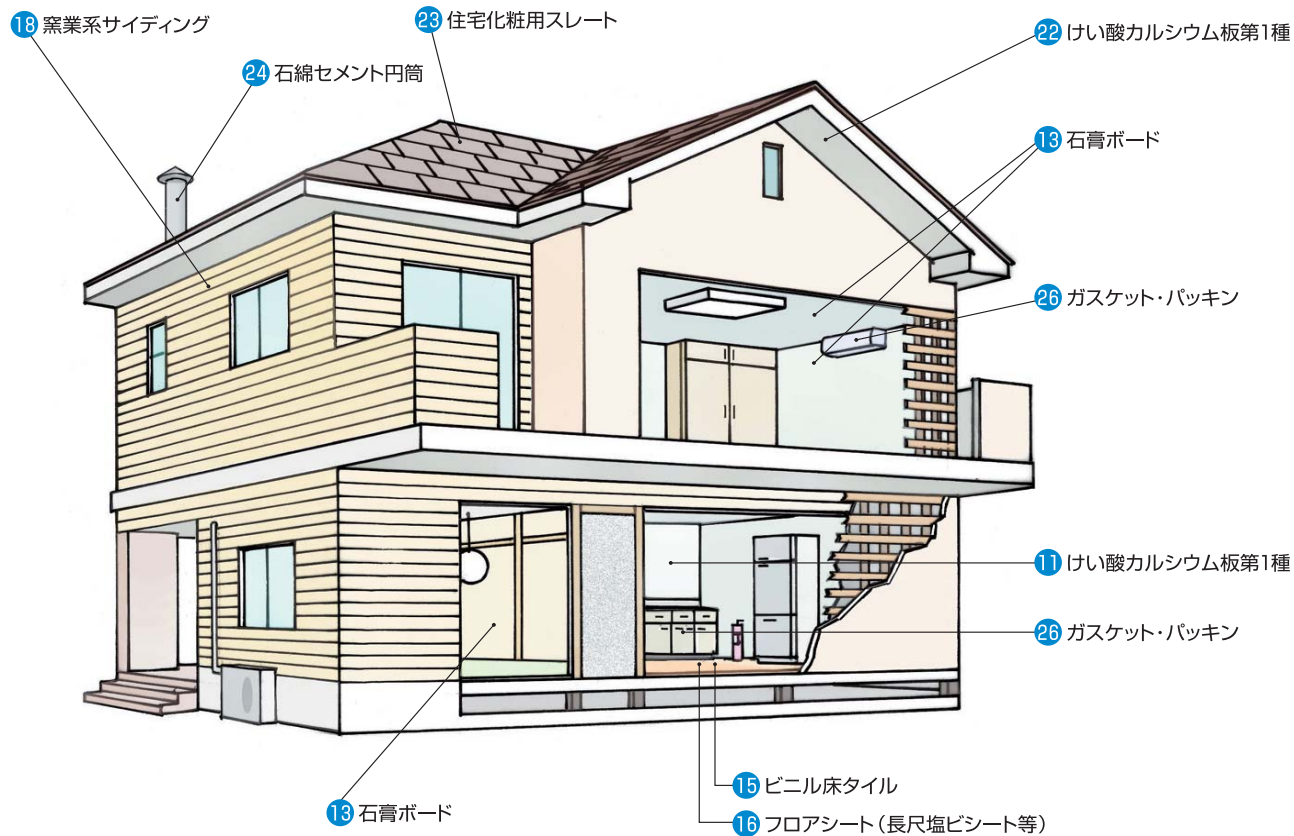 18 窯業系サイディング
23 住宅化粧用スレート
22 けい酸カルシウム板第1種
24 石綿セメント円筒
13 石膏ボード
26 ガスケット・パッキン
11 けい酸カルシウム板第1種
26 ガスケット・パッキン
15 ビニル床タイル
13 石膏ボード
16 フロアシート（長尺塩ビシート等）